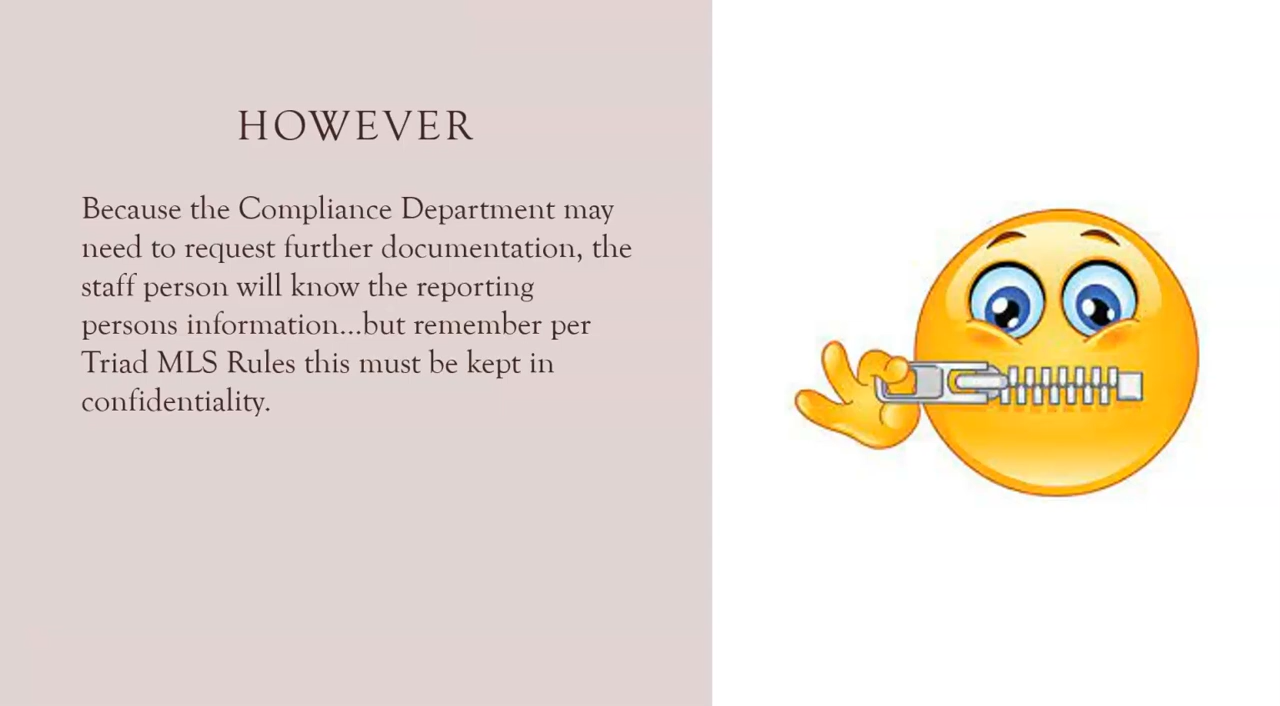 HOWEVER
Because the Compliance Department may
need to request further documentation, the
staff person will know the reporting
persons information...but remember per
Triad MLS Rules this must be kept in
confidentiality.